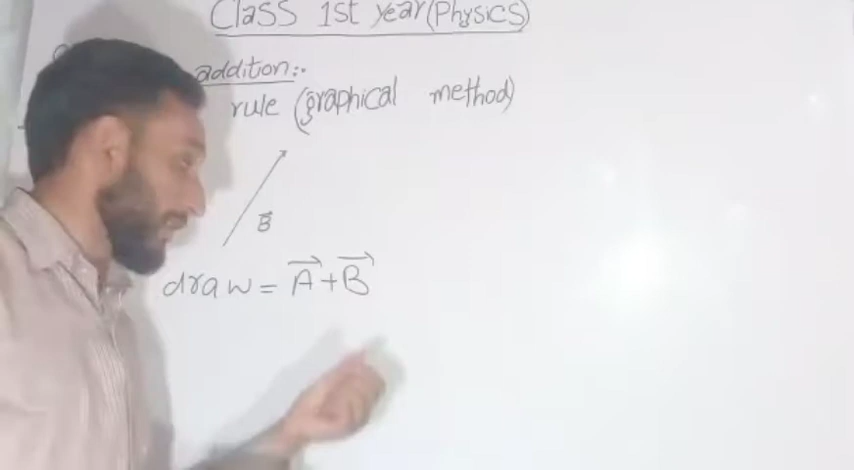 Class 1st year(Physics)
addition:.
rule (graphical method)
B
draw = A + B